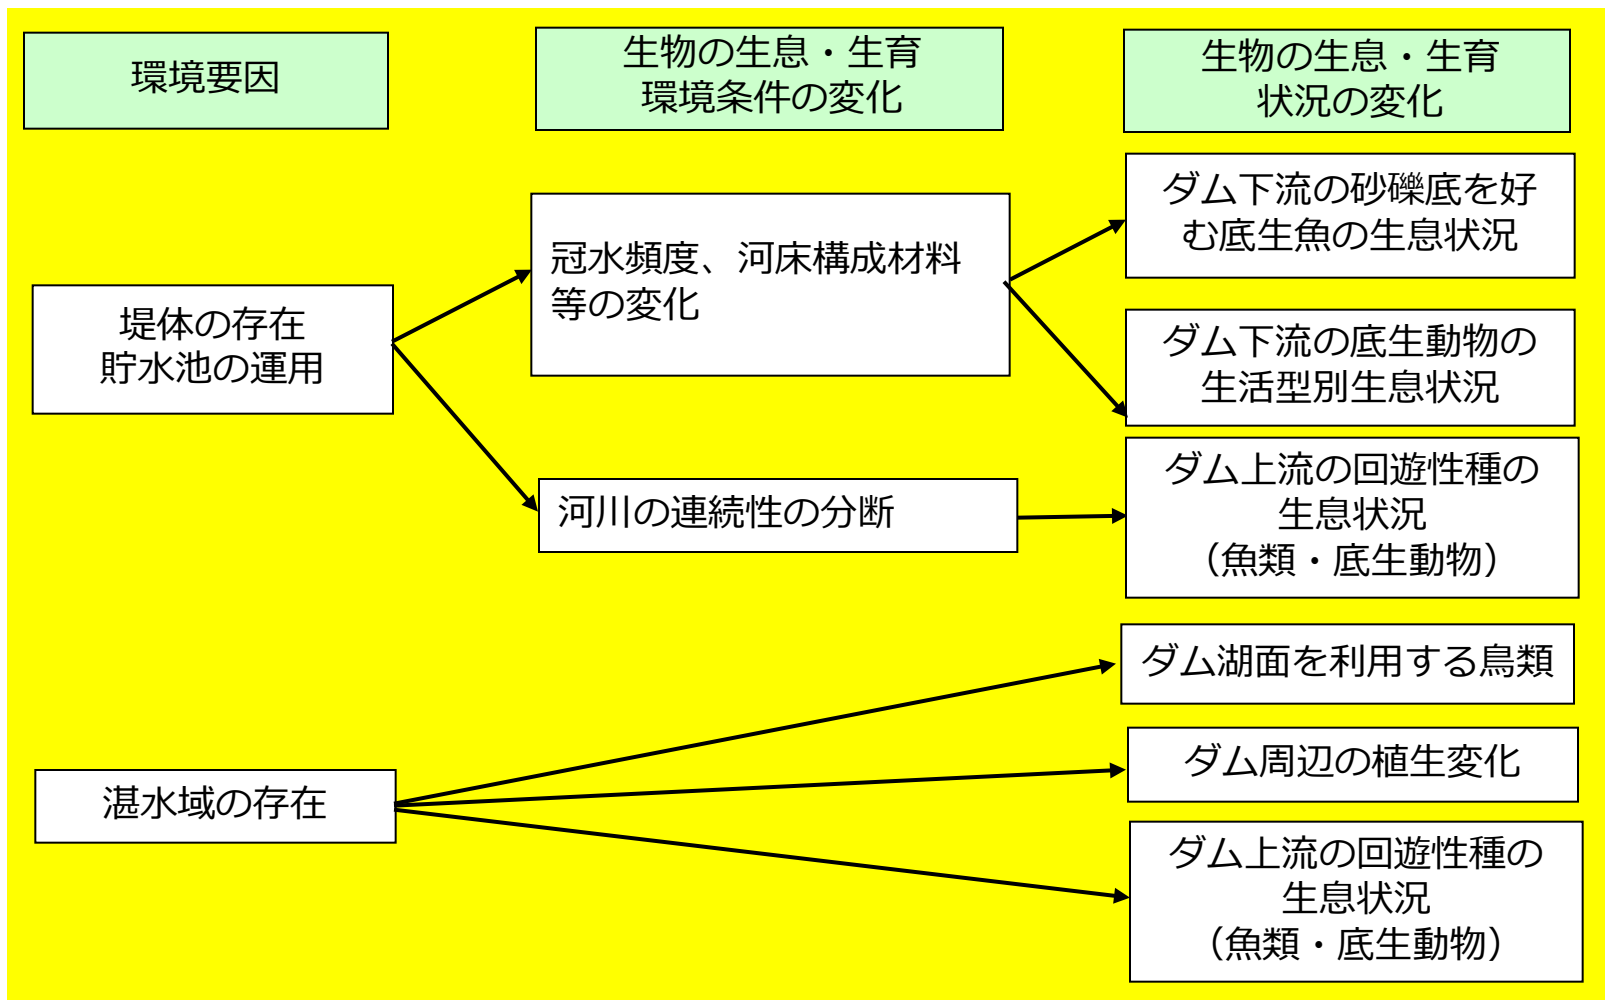 環境要因
生物の生息・生育
環境条件の変化
生物の生息・生育
状況の変化
堤体の存在
貯水池の運用
冠水頻度、河床構成材料
等の変化
河川の連続性の分断
ダム下流の砂礫底を好
む底生魚の生息状況
ダム下流の底生動物の
生活型別生息状況
ダム上流の回遊性種の
生息状況
（魚類・底生動物）
湛水域の存在
ダム湖面を利用する鳥類
ダム周辺の植生変化
ダム上流の回遊性種の
生息状況
（魚類・底生動物）